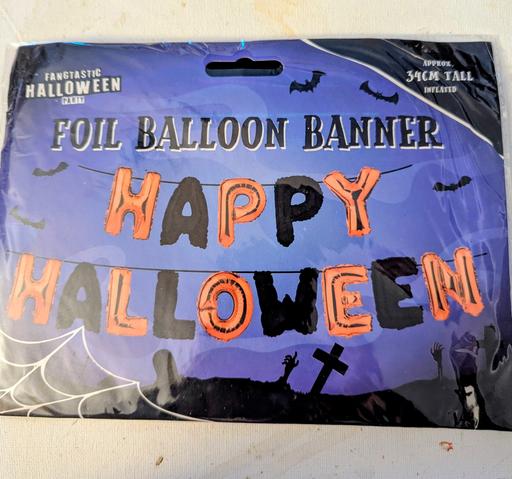 FANGTASTIC
HALLOWEEN
PARTY
APPROX.
34CM TALL
INFLATED
FOIL BALLOON BANNER
HAPPY
HALLOWEEN